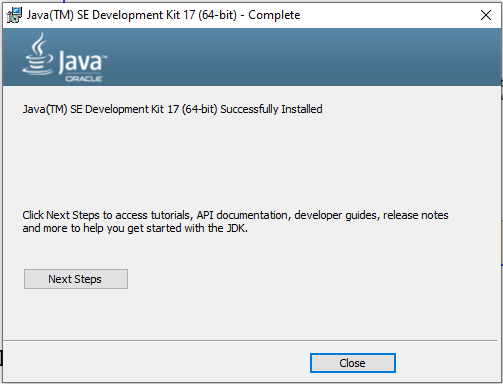 Java(TM) SE Development Kit 17 (64-bit) - Complete
Java™
ORACLE
Java(TM) SE Development Kit 17 (64-bit) Successfully Installed
Click Next Steps to access tutorials, API documentation, developer guides, release notes
and more to help you get started with the JDK.
Next Steps
Close